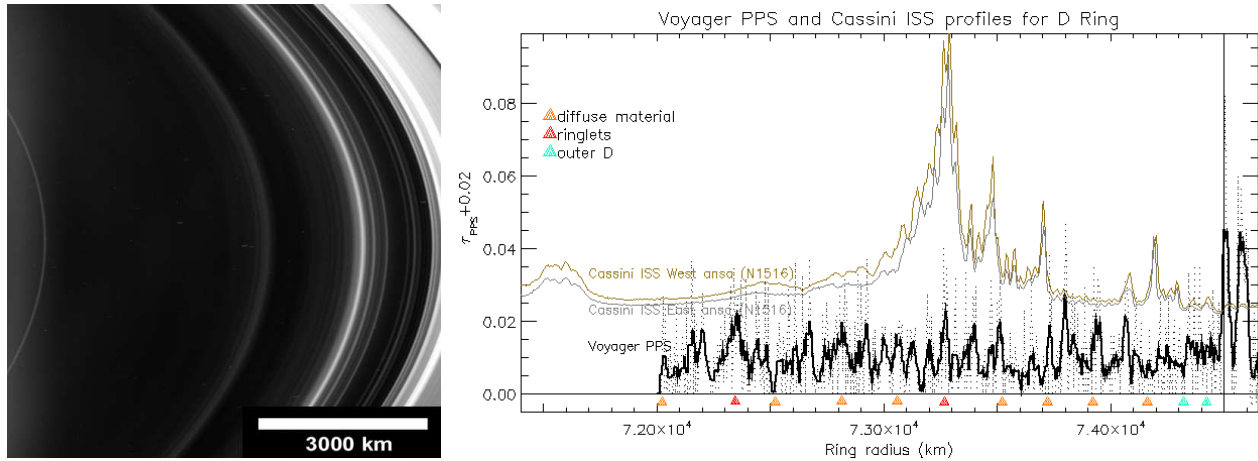 3000 km
Voyager PPS and Cassini ISS profiles for D Ring
diffuse material
ringlets
outer D
0.08
0.06
0.04
0.02
0.00
τPPS+0.02
Cassini ISS West ansa (N1516)
Cassini ISS East ansa (N1516)
Voyager PPS
7.20×10⁴
7.30×10⁴
7.40×10⁴
Ring radius (km)